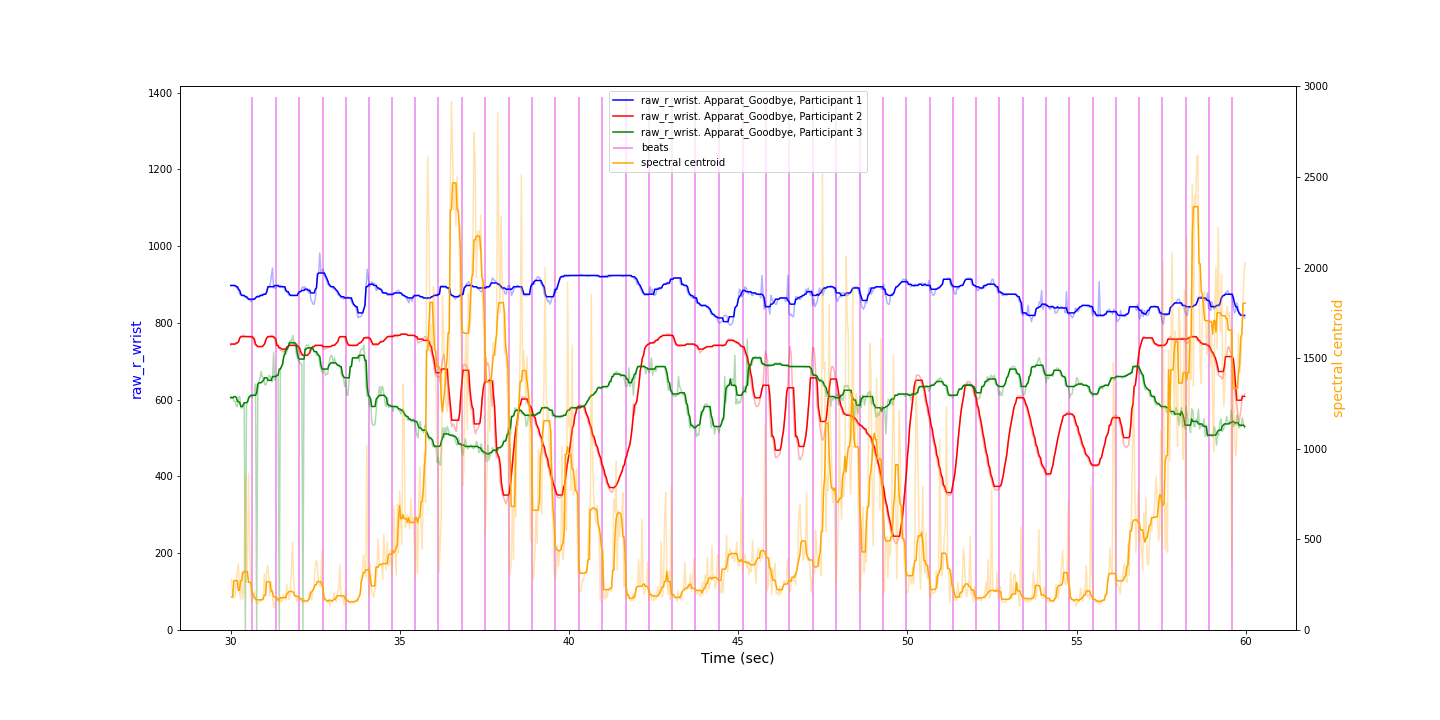 1400
1200
1000
800
600
400
200
0
raw_r_wrist
raw_r_wrist. Apparat_Goodbye, Participant 1
raw_r_wrist. Apparat_Goodbye, Participant 2
raw_r_wrist. Apparat_Goodbye, Participant 3
beats
spectral centroid
3000
2500
2000
1500
1000
500
0
spectral centroid
30 35 40 45 50 55 60
Time (sec)